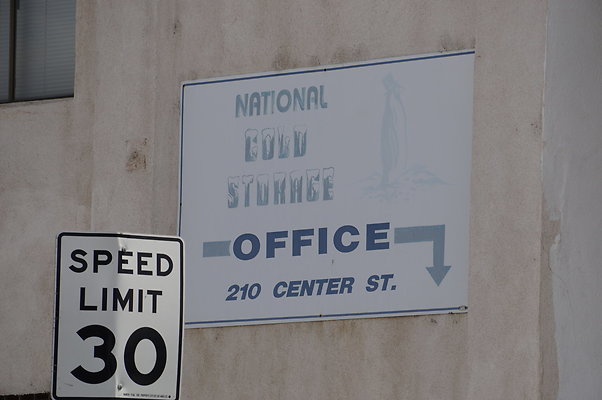 NATIONAL
COLD
STORAGE
OFFICE
210 CENTER ST.
SPEED
LIMIT
30